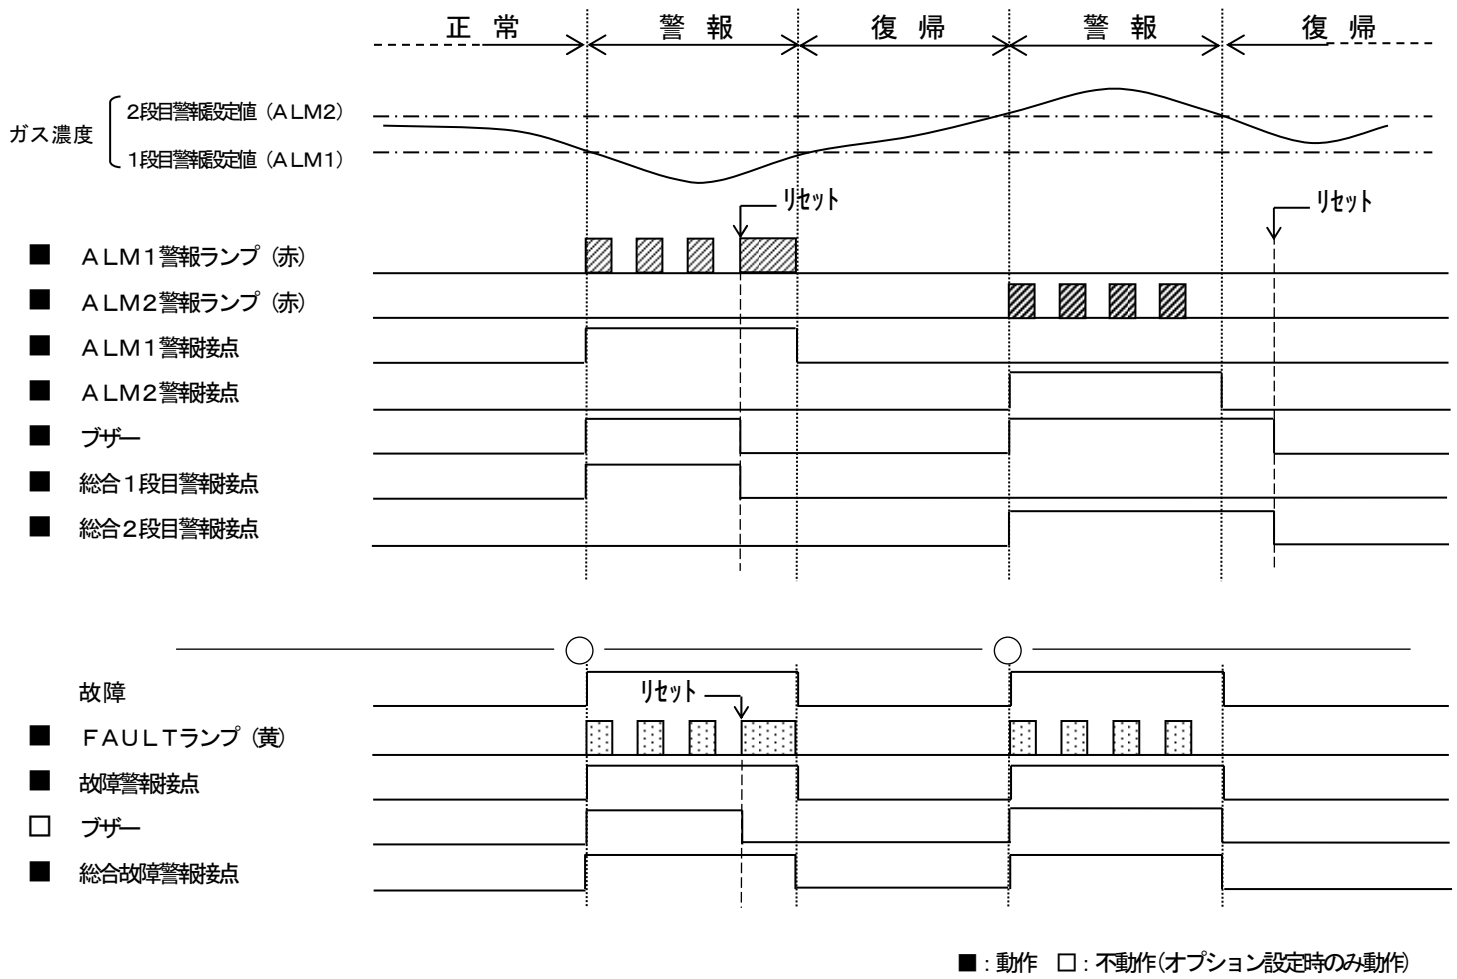 正 常 警 報 復 帰 警 報 復 帰
2段目警報設定値（ALM2）
ガス濃度
1段目警報設定値（ALM1）
リセット リセット
■ ALM1警報ランプ（赤）
■ ALM2警報ランプ（赤）
■ ALM1警報接点
■ ALM2警報接点
■ ブザー
■ 総合1段目警報接点
■ 総合2段目警報接点
故障 リセット
■ FAULTランプ（黄）
■ 故障警報接点
□ ブザー
■ 総合故障警報接点
■：動作 □：不動作（オプション設定時のみ動作）